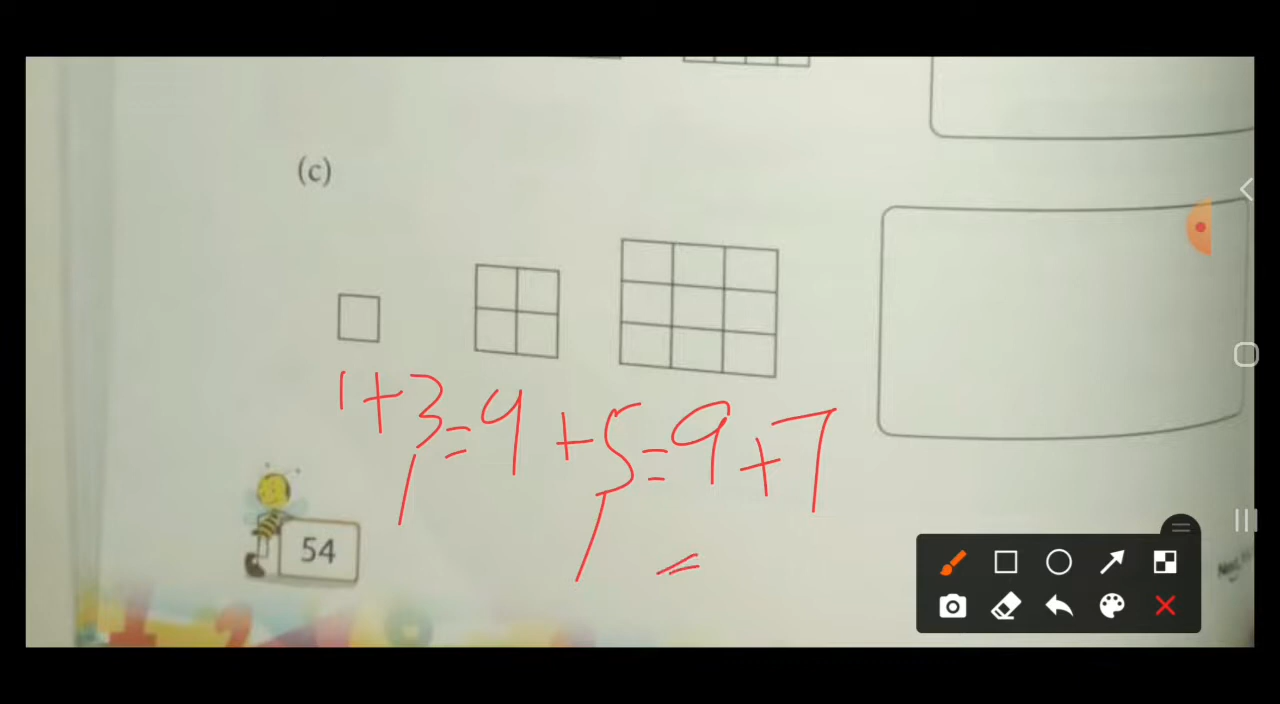 (c)
1+3=4+5=9+7
=
54